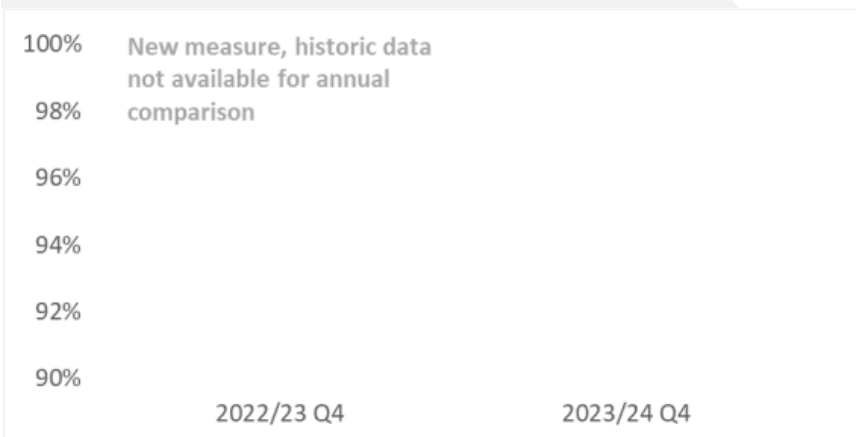 100%
New measure, historic data
not available for annual
98%
comparison
96%
94%
92%
90%
2022/23 Q4 2023/24 Q4